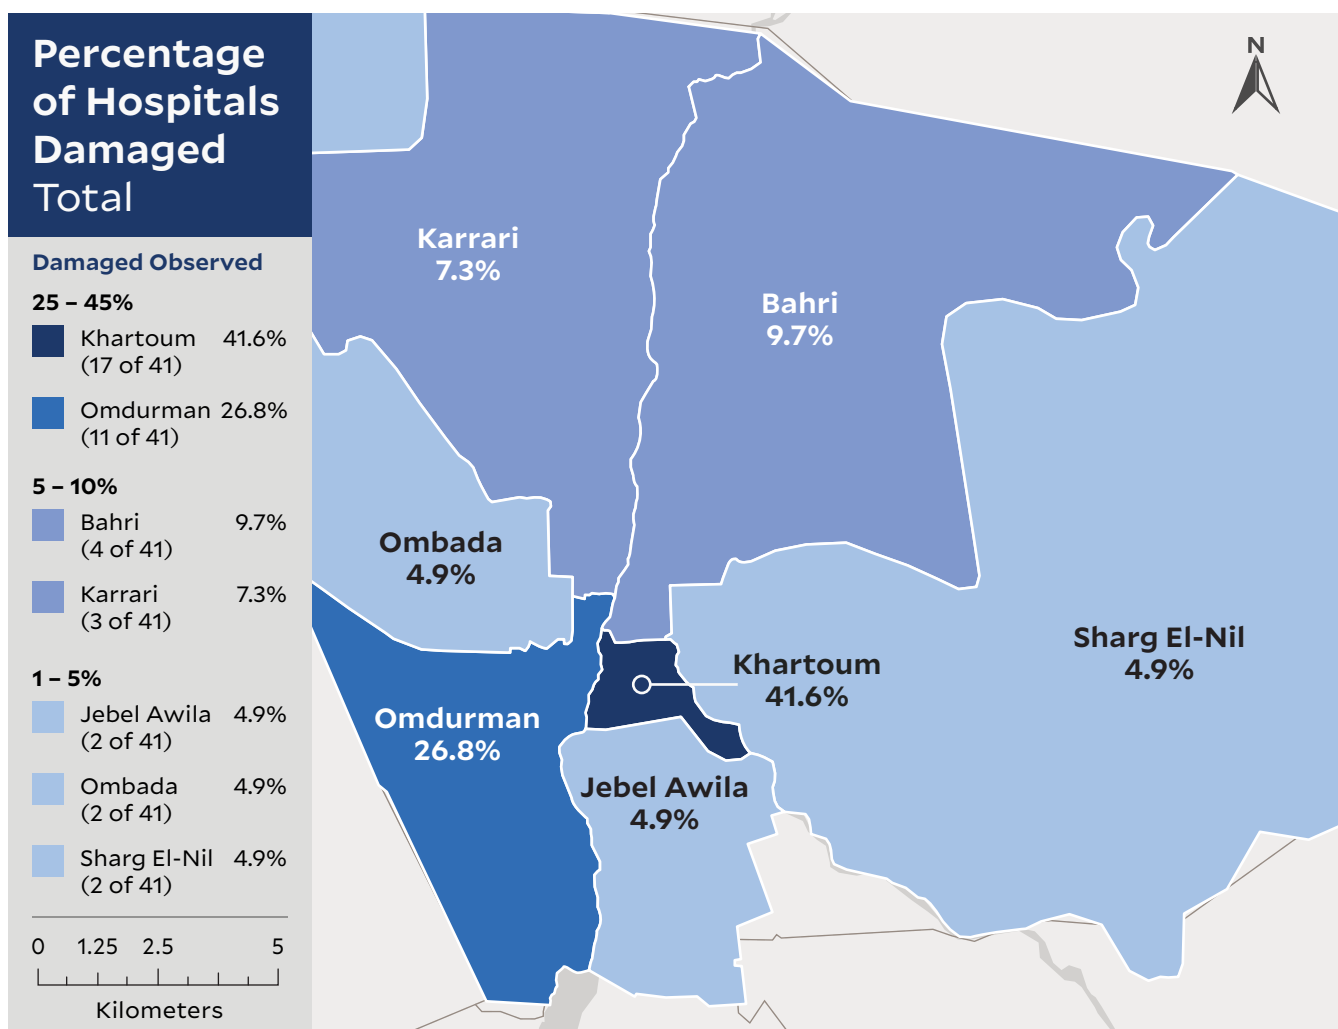 Percentage
of Hospitals
Damaged
Total
Damaged Observed
25 – 45%
Khartoum 41.6%
(17 of 41)
Omdurman 26.8%
(11 of 41)
5 – 10%
Bahri 9.7%
(4 of 41)
Karrari 7.3%
(3 of 41)
1 – 5%
Jebel Awila 4.9%
(2 of 41)
Ombada 4.9%
(2 of 41)
Sharg El-Nil 4.9%
(2 of 41)
0 1.25 2.5 5
Kilometers
N
Karrari
7.3%
Bahri
9.7%
Ombada
4.9%
Sharg El-Nil
4.9%
Khartoum
41.6%
Omdurman
26.8%
Jebel Awila
4.9%